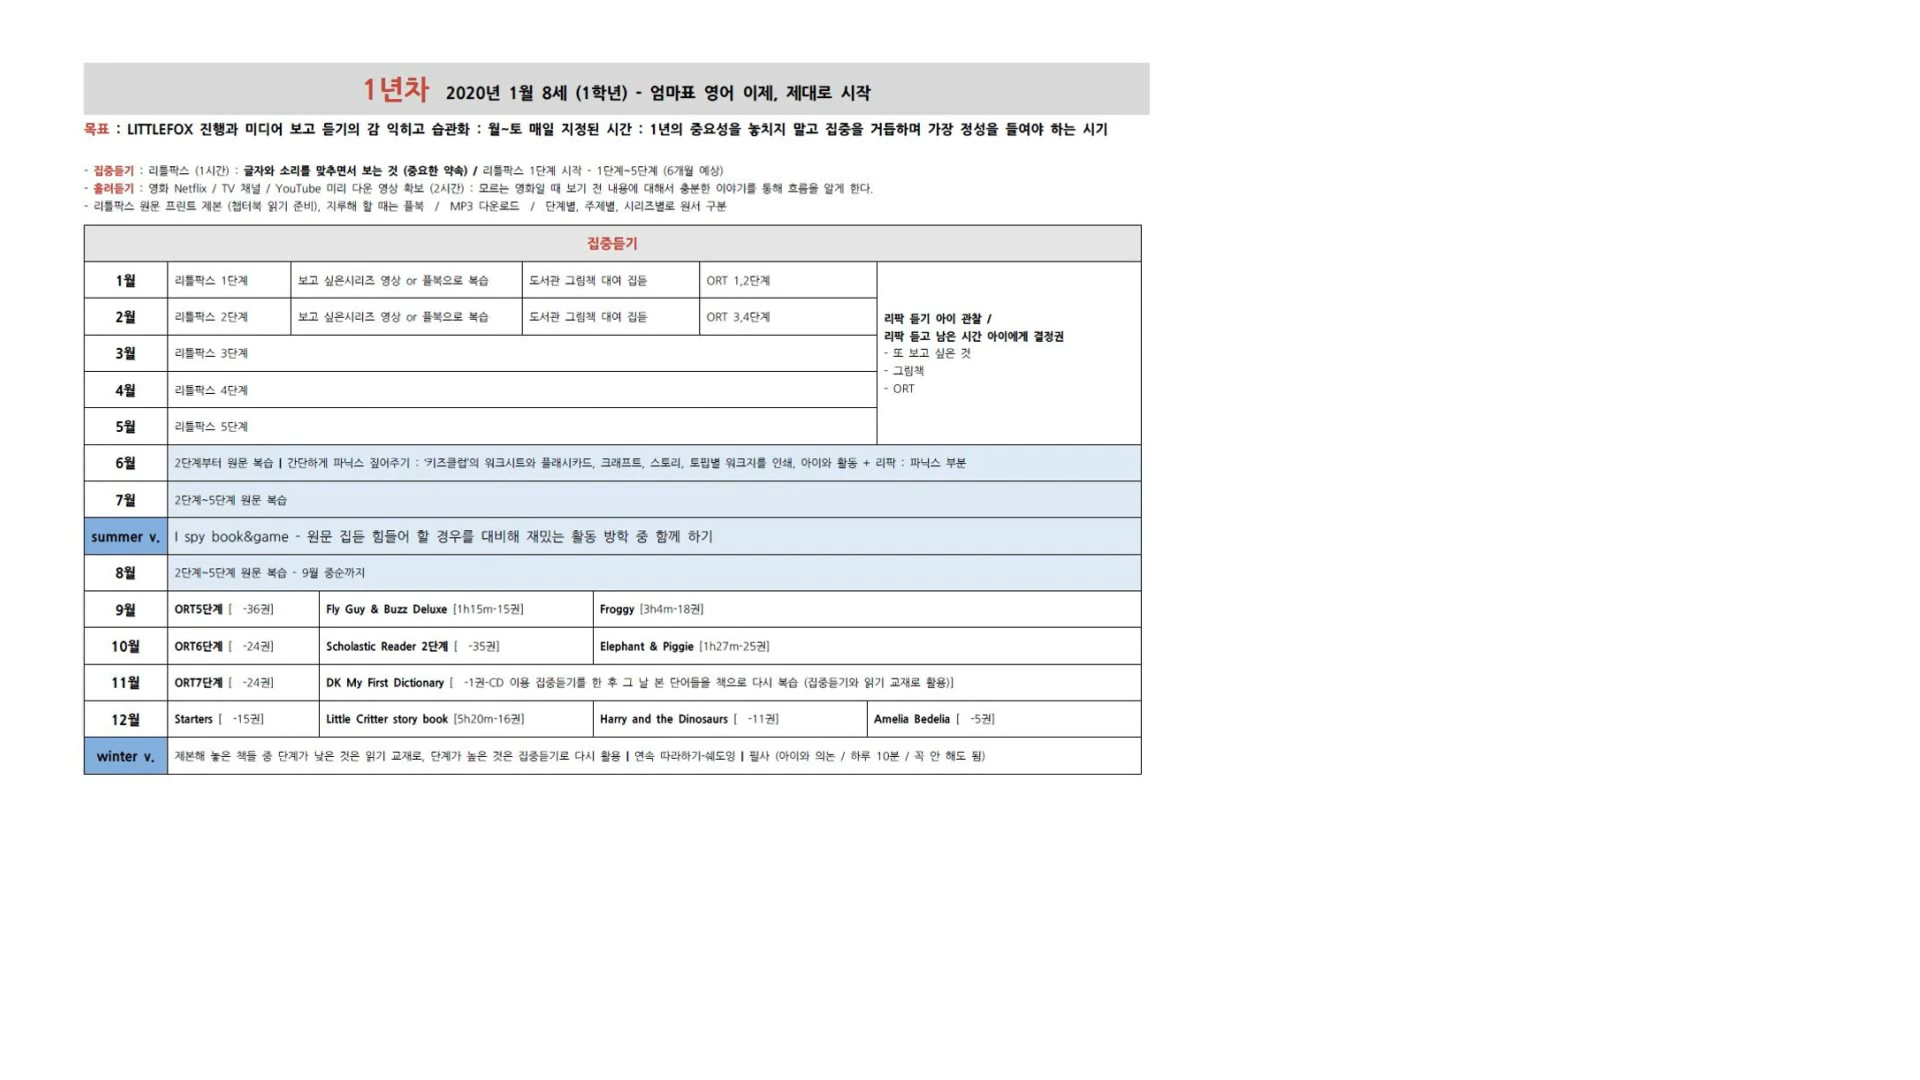 1년차 2020년 1월 8세 (1학년) - 엄마표 영어 이제, 제대로 시작
목표 : LITTLEFOX 진행과 미디어 보고 듣기의 감 익히고 습관화 : 월~토 매일 지정된 시간 : 1년의 중요성을 놓치지 말고 집중을 거듭하며 가장 정성을 들여야 하는 시기
- 집중듣기 : 리틀팍스 (1시간) : 글자와 소리를 맞추면서 보는 것 (중요한 약속) / 리틀팍스 1단계 시작 - 1단계~5단계 (6개월 예상)
- 흘려듣기 : 영화 Netflix / TV 채널 / YouTube 미리 다운 영상 확보 (2시간) : 모르는 영화일 때 보기 전 내용에 대해서 충분한 이야기를 통해 흐름을 알게 한다.
- 리틀팍스 원문 프린트 제본 (챕터북 읽기 준비), 지루해 할 때는 플북 / MP3 다운로드 / 단계별, 주제별, 시리즈별로 원서 구분
집중듣기
1월 리틀팍스 1단계 보고 싶은시리즈 영상 or 플북으로 복습 도서관 그림책 대여 집듣 ORT 1,2단계
2월 리틀팍스 2단계 보고 싶은시리즈 영상 or 플북으로 복습 도서관 그림책 대여 집듣 ORT 3,4단계
3월 리틀팍스 3단계
4월 리틀팍스 4단계
5월 리틀팍스 5단계
리팍 듣기 아이 관찰 /
리팍 듣고 남은 시간 아이에게 결정권
- 또 보고 싶은 것
- 그림책
- ORT
6월 2단계부터 원문 복습 | 간단하게 파닉스 짚어주기 : '키즈클럽'의 워크시트와 플래시카드, 크래프트, 스토리, 토핍별 워크지를 인쇄, 아이와 활동 + 리팍 : 파닉스 부분
7월 2단계~5단계 원문 복습
summer v. I spy book&game - 원문 집듣 힘들어 할 경우를 대비해 재밌는 활동 방학 중 함께 하기
8월 2단계~5단계 원문 복습 - 9월 중순까지
9월 ORT5단계 [ -36권] Fly Guy & Buzz Deluxe [1h15m-15권] Froggy [3h4m-18권]
10월 ORT6단계 [ -24권] Scholastic Reader 2단계 [ -35권] Elephant & Piggie [1h27m-25권]
11월 ORT7단계 [ -24권] DK My First Dictionary [ -1권-CD 이용 집중듣기를 한 후 그 날 본 단어들을 책으로 다시 복습 (집중듣기와 읽기 교재로 활용)]
12월 Starters [ -15권] Little Critter story book [5h20m-16권] Harry and the Dinosaurs [ -11권] Amelia Bedelia [ -5권]
winter v. 제본해 놓은 책들 중 단계가 낮은 것은 읽기 교재로, 단계가 높은 것은 집중듣기로 다시 활용 | 연속 따라하기-쉐도잉 | 필사 (아이와 의논 / 하루 10분 / 꼭 안 해도 됨)